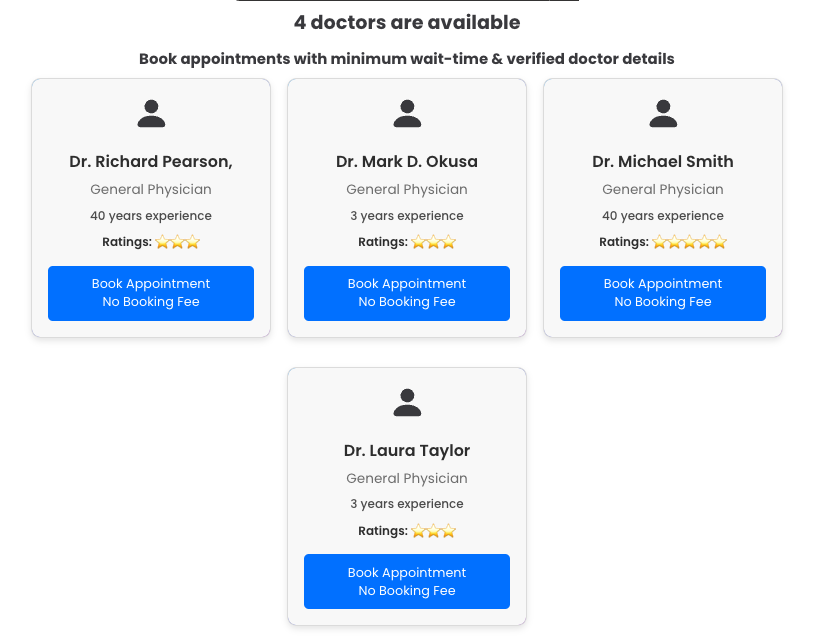 4 doctors are available
Book appointments with minimum wait-time & verified doctor details
Dr. Richard Pearson,
General Physician
40 years experience
Ratings: ⭐⭐⭐
Book Appointment
No Booking Fee
Dr. Mark D. Okusa
General Physician
3 years experience
Ratings: ⭐⭐⭐
Book Appointment
No Booking Fee
Dr. Michael Smith
General Physician
40 years experience
Ratings: ⭐⭐⭐⭐⭐
Book Appointment
No Booking Fee
Dr. Laura Taylor
General Physician
3 years experience
Ratings: ⭐⭐⭐
Book Appointment
No Booking Fee